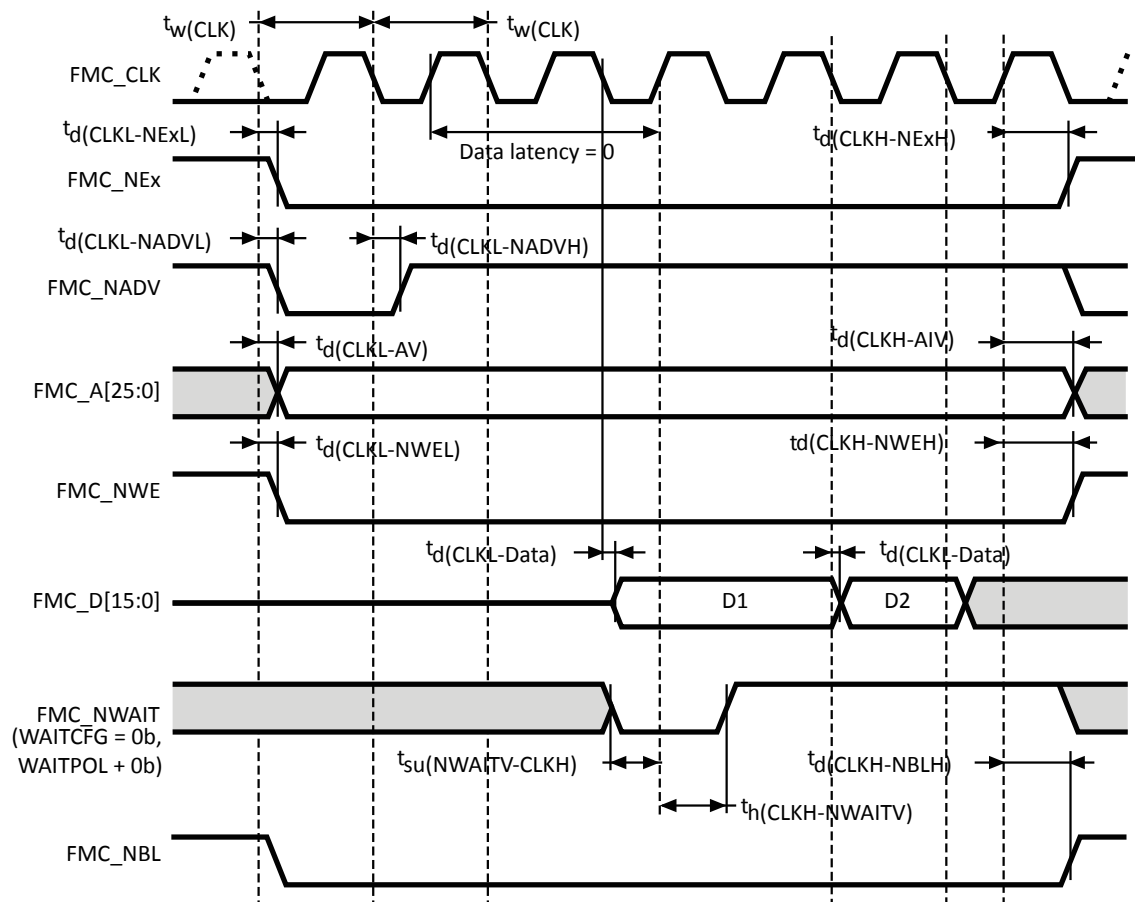 tw(CLK) tw(CLK)
FMC_CLK
td(CLKL-NExL) Data latency = 0 td(CLKH-NExH)
FMC_NEx
td(CLKL-NADVL) td(CLKL-NADVH)
FMC_NADV
td(CLKL-AV) td(CLKH-AIV)
FMC_A[25:0]
td(CLKL-NWEL) td(CLKH-NWEH)
FMC_NWE
td(CLKL-Data) td(CLKL-Data)
FMC_D[15:0] D1 D2
FMC_NWAIT
(WAITCFG = 0b,
WAITPOL + 0b) tsu(NWAITV-CLKH) td(CLKH-NBLH)
th(CLKH-NWAITV)
FMC_NBL